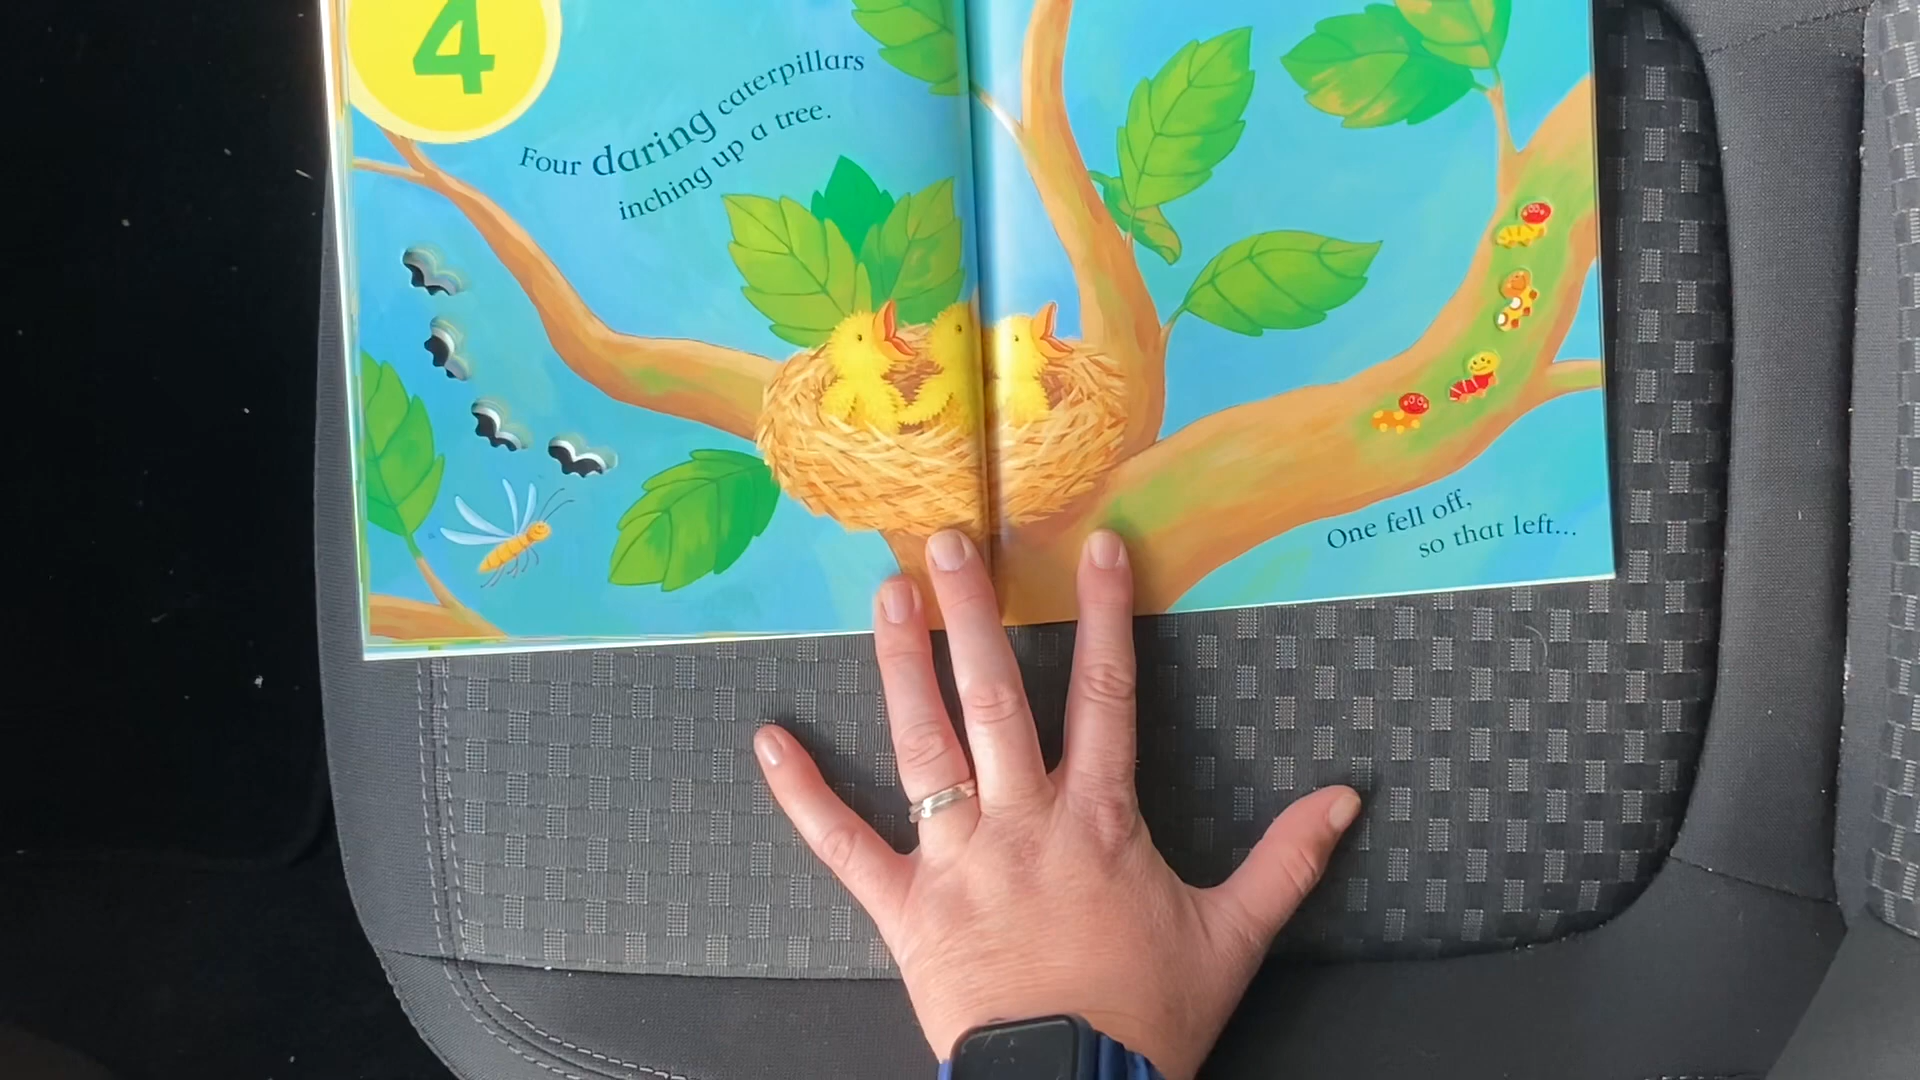 4
Four daring caterpillars
inching up a tree.
One fell off,
so that left...